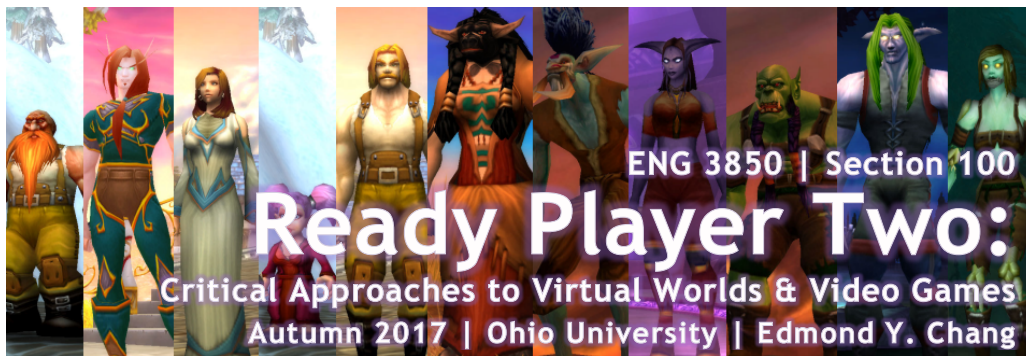 ENG 3850 | Section 100
Ready Player Two:
Critical Approaches to Virtual Worlds & Video Games
Autumn 2017 | Ohio University | Edmond Y. Chang